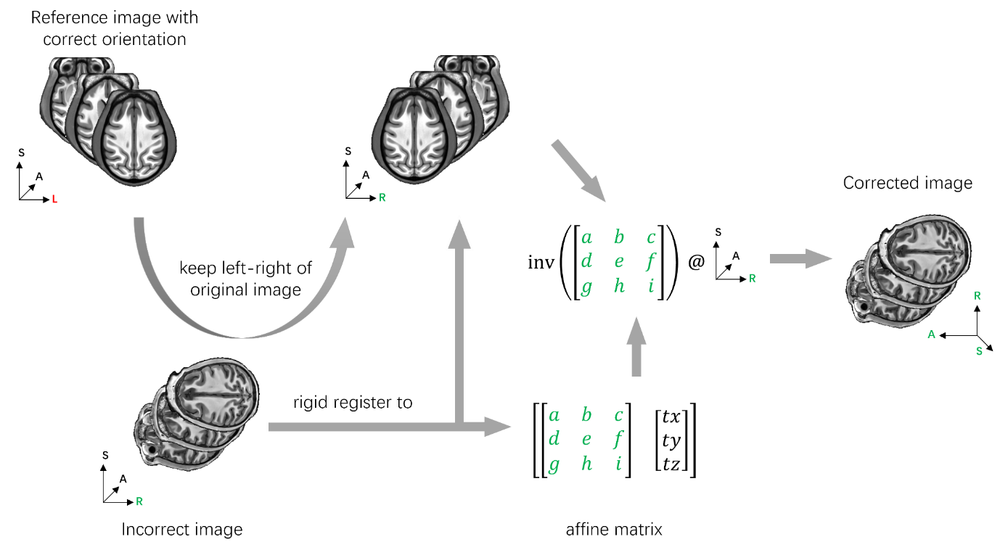 Reference image with
correct orientation
S
A
L
S
A
R
keep left-right of
original image
inv([a b c
d e f
g h i]) @
S
A
R
Corrected image
R
A
S
rigid register to
[[a b c
d e f
g h i] [tx
ty
tz]]
S
A
R
Incorrect image
affine matrix